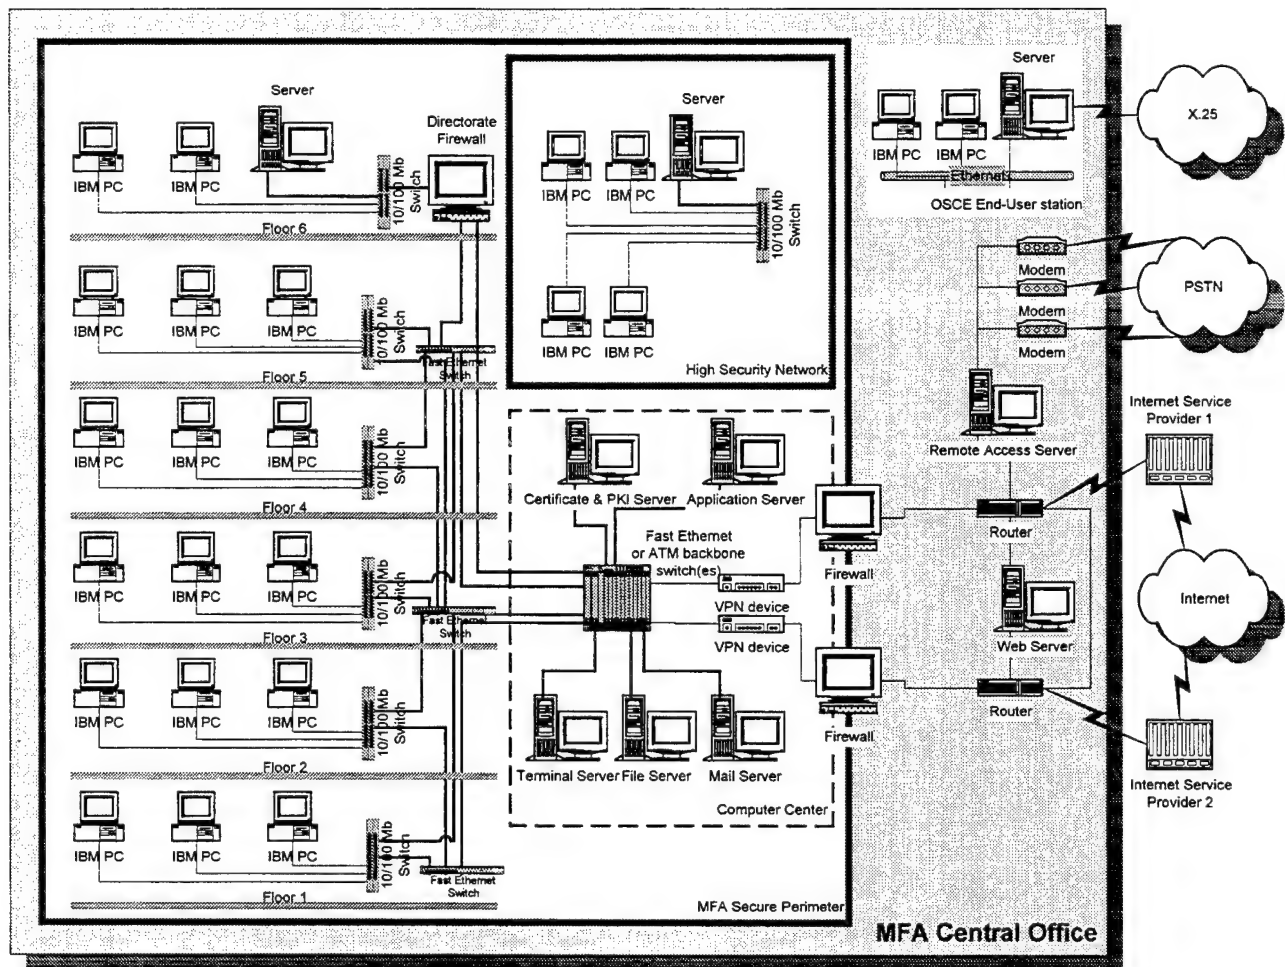 Server
Directorate
Firewall
IBM PC
IBM PC
10/100 Mb
Switch
Floor 6
IBM PC
IBM PC
IBM PC
10/100 Mb
Switch
Fast Ethernet
Switch
Floor 5
IBM PC
IBM PC
IBM PC
10/100 Mb
Switch
Floor 4
IBM PC
IBM PC
IBM PC
10/100 Mb
Switch
Fast Ethernet
Switch
Floor 3
IBM PC
IBM PC
IBM PC
10/100 Mb
Switch
Floor 2
IBM PC
IBM PC
IBM PC
10/100 Mb
Switch
Fast Ethernet
Switch
Floor 1
Server
IBM PC
IBM PC
10/100 Mb
Switch
IBM PC
IBM PC
High Security Network
Certificate & PKI Server
Application Server
Fast Ethernet
or ATM backbone
switch(es)
VPN device
VPN device
Terminal Server
File Server
Mail Server
Computer Center
MFA Secure Perimeter
Firewall
Firewall
Server
IBM PC
IBM PC
Ethernet
OSCE End-User station
X.25
Modem
Modem
Modem
PSTN
Remote Access Server
Router
Web Server
Router
Internet Service
Provider 1
Internet
Internet Service
Provider 2
MFA Central Office